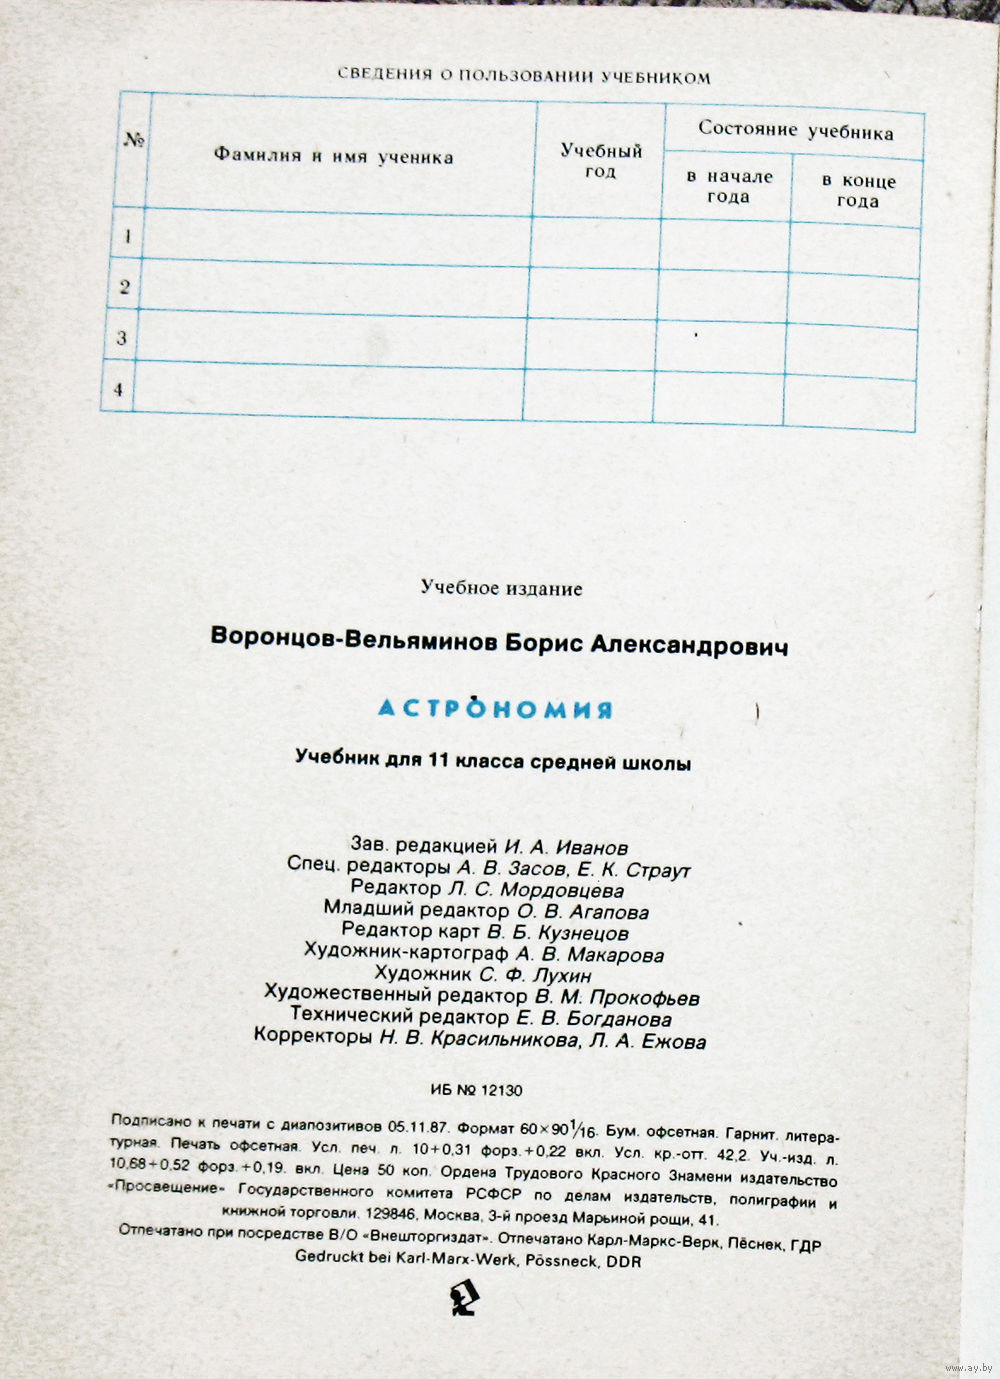 СВЕДЕНИЯ О ПОЛЬЗОВАНИИ УЧЕБНИКОМ
№
Фамилия и имя ученика
Учебный
год
Состояние учебника
в начале
года
в конце
года
1
2
3
4
Учебное издание
Воронцов-Вельяминов Борис Александрович
АСТРОНОМИЯ
Учебник для 11 класса средней школы
Зав. редакцией И. А. Иванов
Спец. редакторы А. В. Засов, Е. К. Страут
Редактор Л. С. Мордовцева
Младший редактор О. В. Агапова
Редактор карт В. Б. Кузнецов
Художник-картограф А. В. Макарова
Художник С. Ф. Лухин
Художественный редактор В. М. Прокофьев
Технический редактор Е. В. Богданова
Корректоры Н. В. Красильникова, Л. А. Ежова
ИБ № 12130
Подписано к печати с диапозитивов 05.11.87. Формат 60×90 1/16. Бум. офсетная. Гарнит. литера-
турная. Печать офсетная. Усл. печ. л. 10+0,31 форз.+0,22 вкл. Усл. кр.-отт. 42,2. Уч.-изд. л.
10,68+0,52 форз.+0,19. вкл. Цена 50 коп. Ордена Трудового Красного Знамени издательство
«Просвещение» Государственного комитета РСФСР по делам издательств, полиграфии и
книжной торговли. 129846, Москва, 3-й проезд Марьиной рощи, 41.
Отпечатано при посредстве В/О «Внешторгиздат». Отпечатано Карл-Маркс-Верк, Пёснек, ГДР
Gedruckt bei Karl-Marx-Werk, Pössneck, DDR
www.ay.by